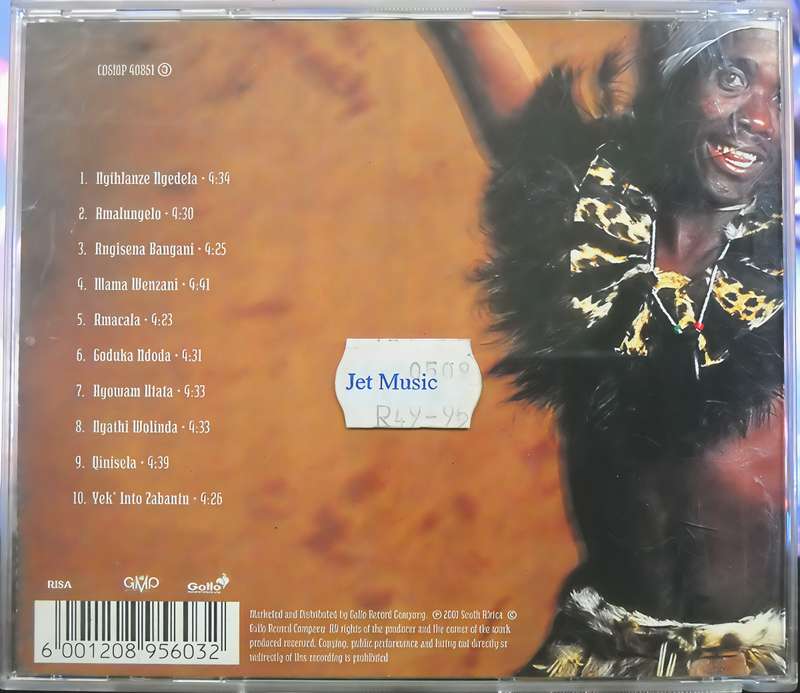 CDSIOP 40851
1. Ngihlanze Ngedela · 4:34
2. Amalungelo · 4:30
3. Angisena Bangani · 4:25
4. Mama Wenzani · 4:41
5. Amacala · 4:23
6. Goduka Ndoda · 4:31
7. Nyowam Ntata · 4:33
8. Nyathi Wolinda · 4:33
9. Qinisela · 4:39
10. Yek' Into Zabantu · 4:26
0508
Jet Music
R49-95
RISA
GMP
Gallo
Marketed and Distributed by Gallo Record Company. ℗ 2001 South Africa ©
Gallo Record Company. All rights of the producer and the owner of the work
produced reserved. Copying, public performance and hiring out directly or
indirectly of this recording is prohibited
6 001208 956032